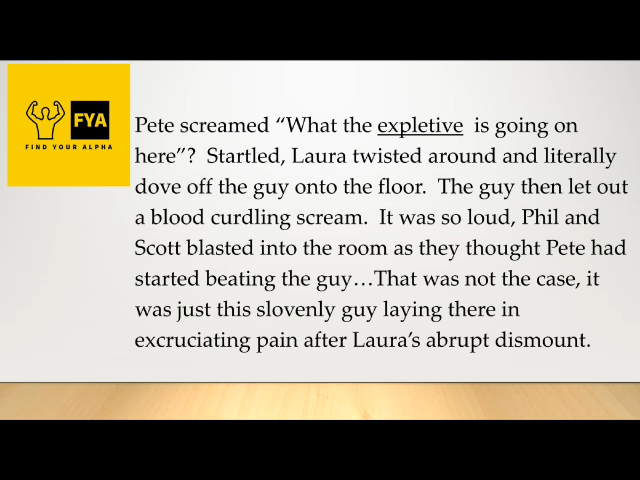 FYA
FIND YOUR ALPHA
Pete screamed “What the expletive is going on
here”? Startled, Laura twisted around and literally
dove off the guy onto the floor. The guy then let out
a blood curdling scream. It was so loud, Phil and
Scott blasted into the room as they thought Pete had
started beating the guy…That was not the case, it
was just this slovenly guy laying there in
excruciating pain after Laura’s abrupt dismount.